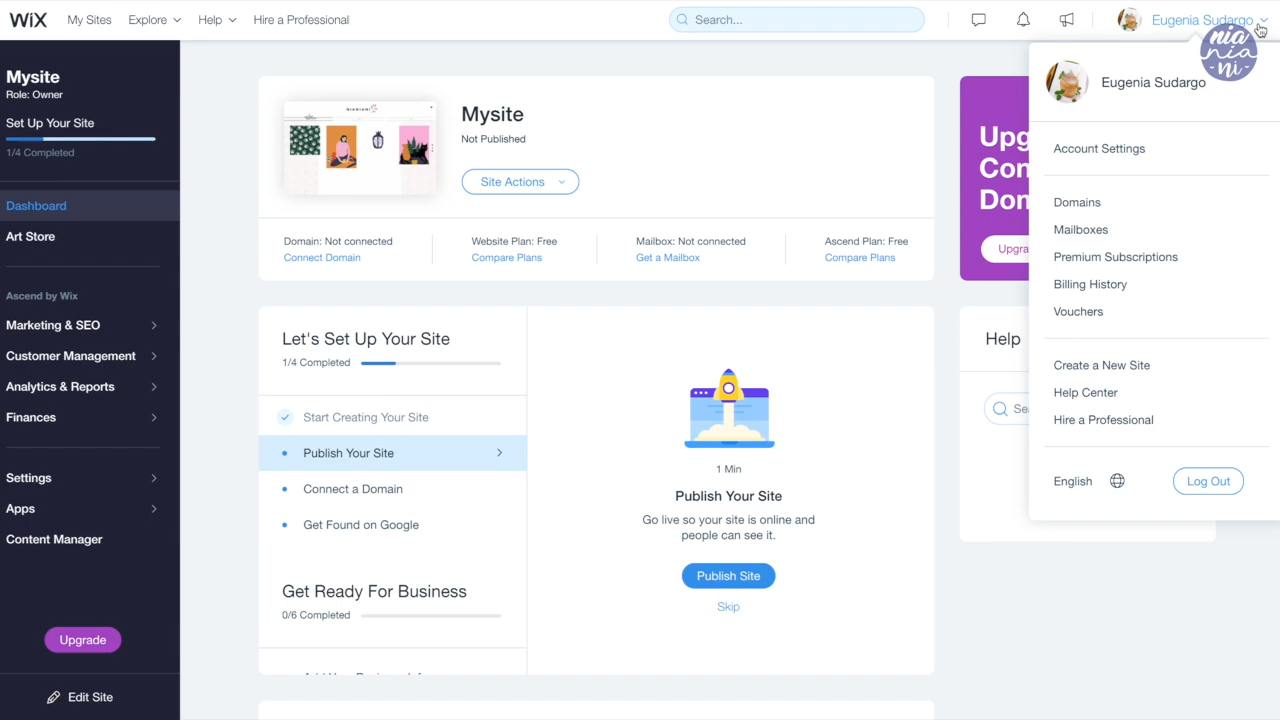 WiX
My Sites
Explore
Help
Hire a Professional
Search...
Eugenia Sudargo
nia
nia
-ni-
Mysite
Role: Owner
Set Up Your Site
1/4 Completed
Dashboard
Art Store
Ascend by Wix
Marketing & SEO
Customer Management
Analytics & Reports
Finances
Settings
Apps
Content Manager
Upgrade
Edit Site
NIANIANI
Mysite
Not Published
Site Actions
Domain: Not connected
Connect Domain
Website Plan: Free
Compare Plans
Mailbox: Not connected
Get a Mailbox
Ascend Plan: Free
Compare Plans
Let's Set Up Your Site
1/4 Completed
Start Creating Your Site
Publish Your Site
Connect a Domain
Get Found on Google
Get Ready For Business
0/6 Completed
1 Min
Publish Your Site
Go live so your site is online and
people can see it.
Publish Site
Skip
Upg
Con
Dom
Upgra
Help
Sea
Eugenia Sudargo
Account Settings
Domains
Mailboxes
Premium Subscriptions
Billing History
Vouchers
Create a New Site
Help Center
Hire a Professional
English
Log Out